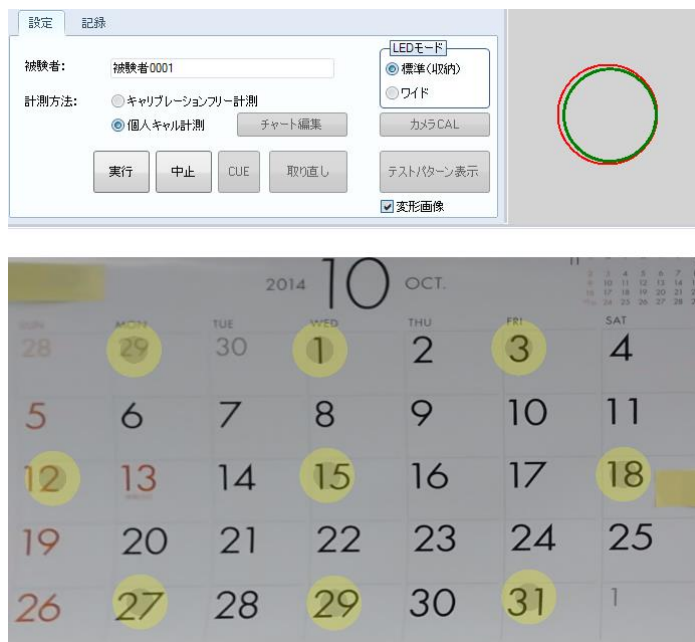 設定 記録
被験者: 被験者0001
計測方法: キャリブレーションフリー計測
個人キャル計測 チャート編集
実行 中止 CUE 取り直し
LEDモード
標準(収納)
ワイド
カメラCAL
テストパターン表示
変形画像
2014 10 OCT.
MON TUE WED THU FRI SAT
28 29 30 1 2 3 4
5 6 7 8 9 10 11
12 13 14 15 16 17 18
19 20 21 22 23 24 25
26 27 28 29 30 31 1